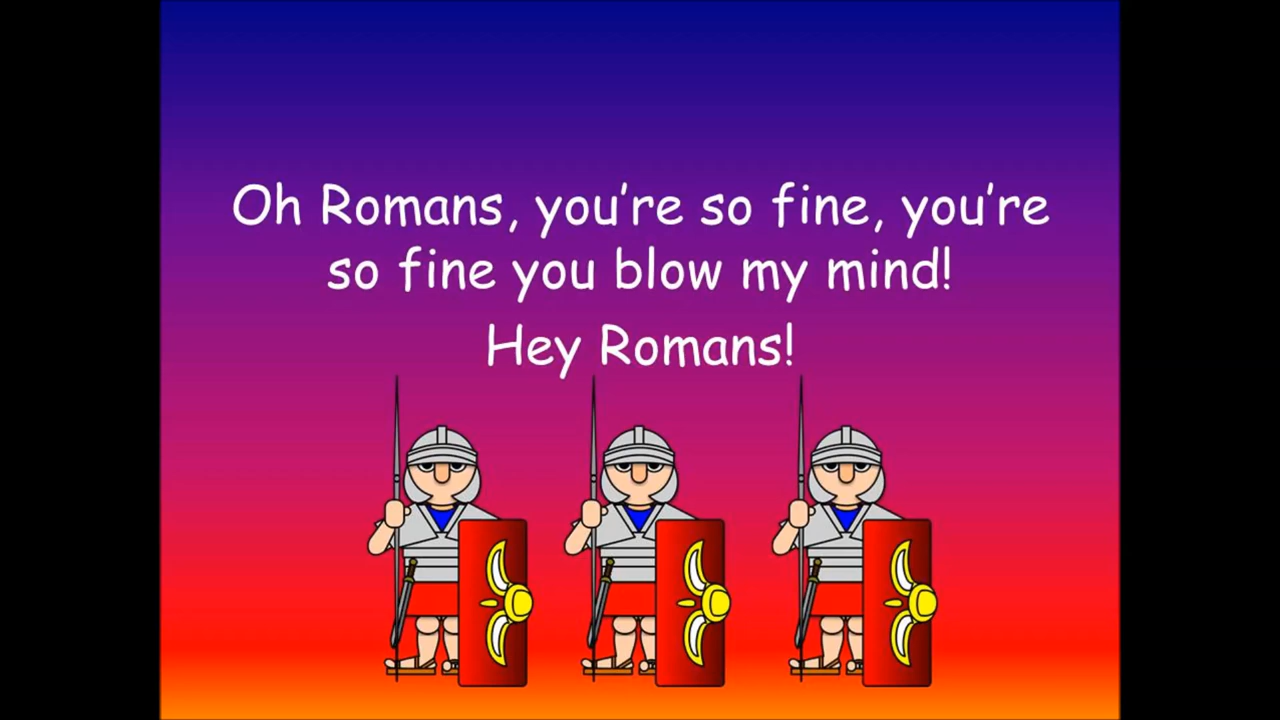 Oh Romans, you’re so fine, you’re
so fine you blow my mind!
Hey Romans!